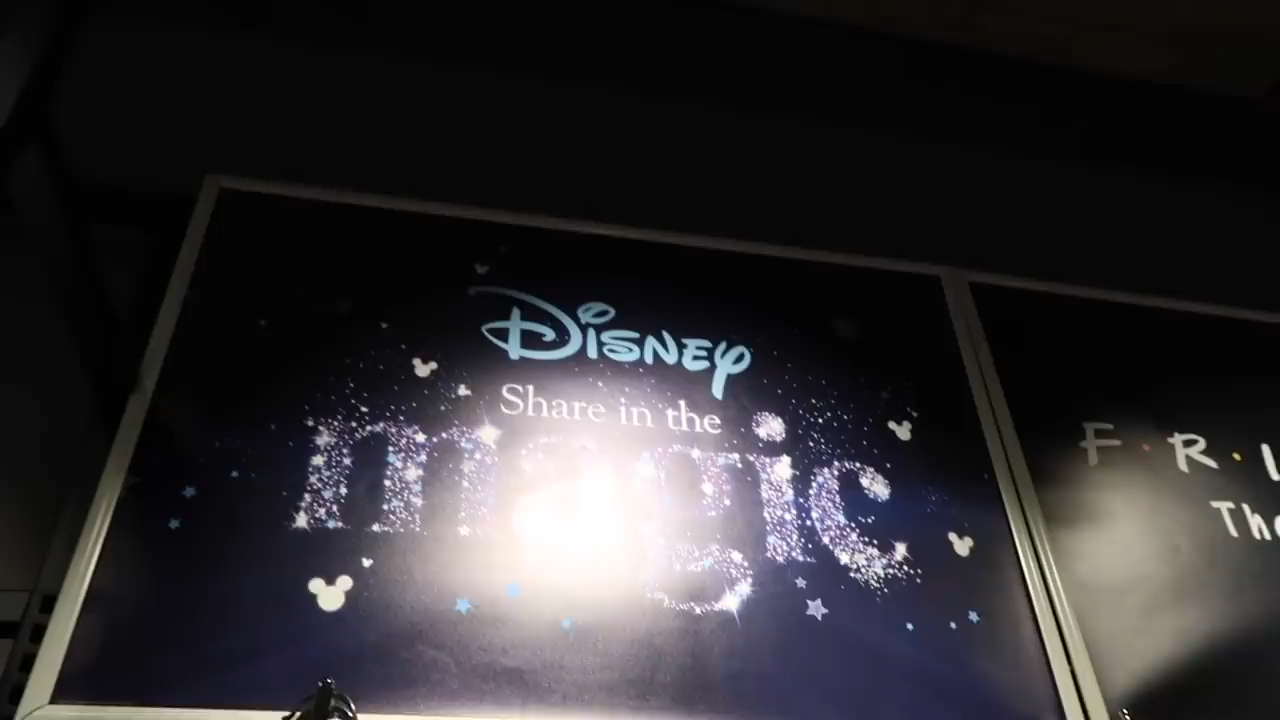 Disney
Share in the
magic
F·R·
The